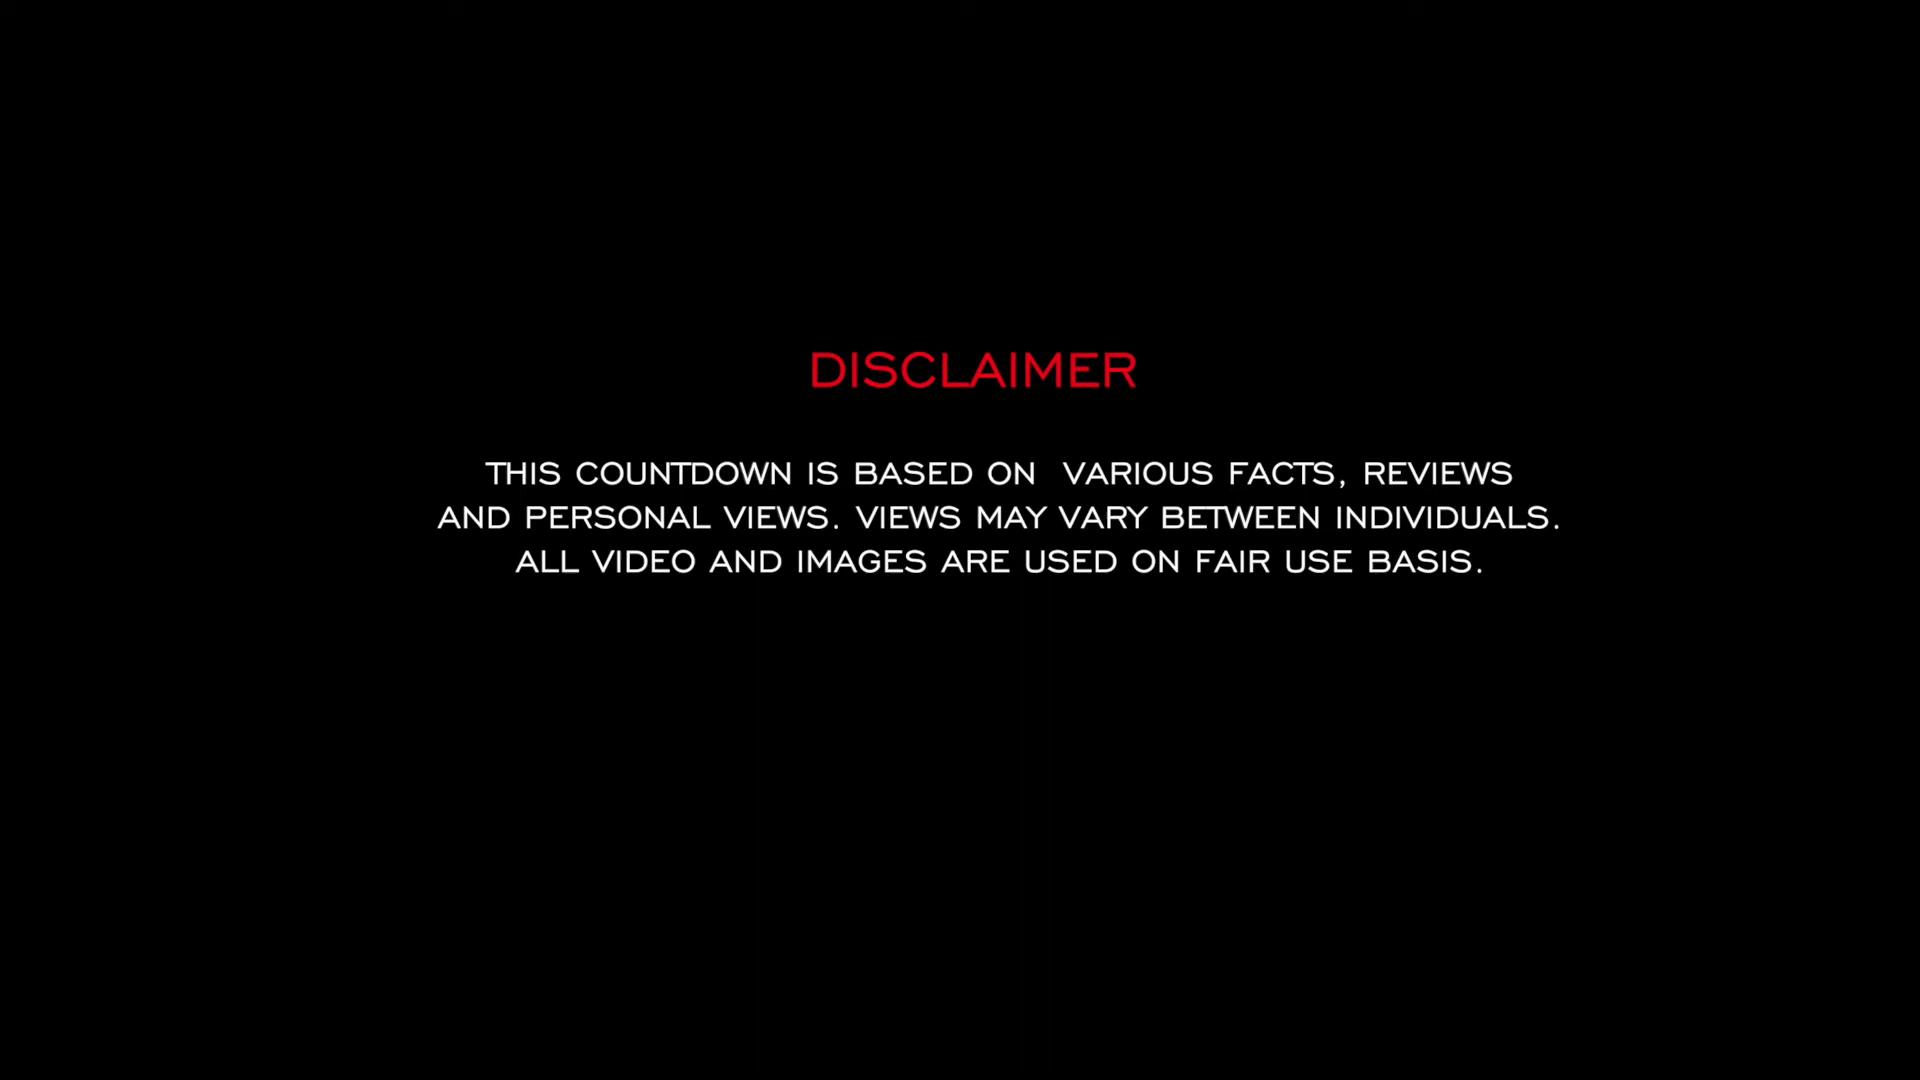 DISCLAIMER
THIS COUNTDOWN IS BASED ON  VARIOUS FACTS, REVIEWS
AND PERSONAL VIEWS. VIEWS MAY VARY BETWEEN INDIVIDUALS.
ALL VIDEO AND IMAGES ARE USED ON FAIR USE BASIS.